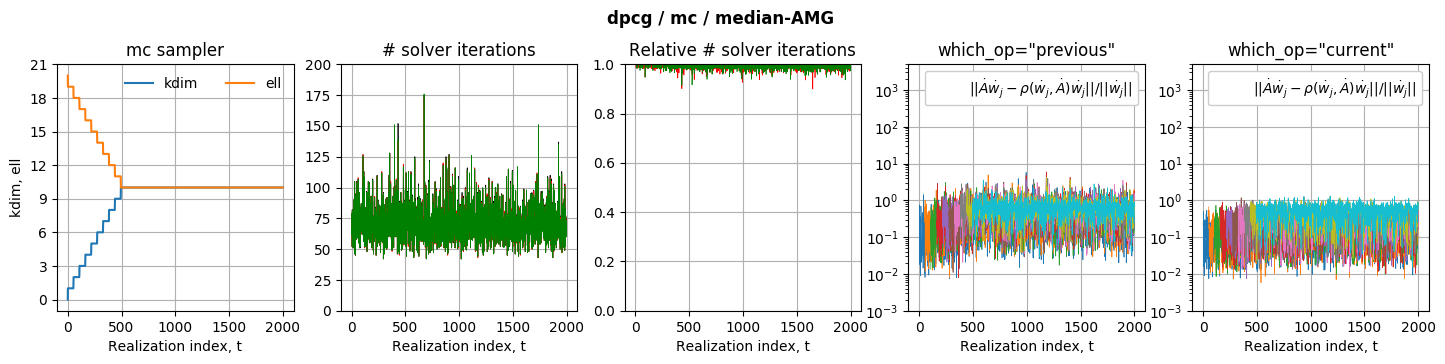 dpcg / mc / median-AMG
mc sampler
kdim
ell
kdim, ell
21
18
15
12
9
6
3
0
0 500 1000 1500 2000
Realization index, t
# solver iterations
200
175
150
125
100
75
50
25
0
0 500 1000 1500 2000
Realization index, t
Relative # solver iterations
1.0
0.8
0.6
0.4
0.2
0.0
0 500 1000 1500 2000
Realization index, t
which_op="previous"
||Ȧẇ_j − ρ(ẇ_j, Ȧ)ẇ_j||/||ẇ_j||
10³
10²
10¹
10⁰
10⁻¹
10⁻²
10⁻³
0 500 1000 1500 2000
Realization index, t
which_op="current"
||Ȧẇ_j − ρ(ẇ_j, Ȧ)ẇ_j||/||ẇ_j||
10³
10²
10¹
10⁰
10⁻¹
10⁻²
10⁻³
0 500 1000 1500 2000
Realization index, t